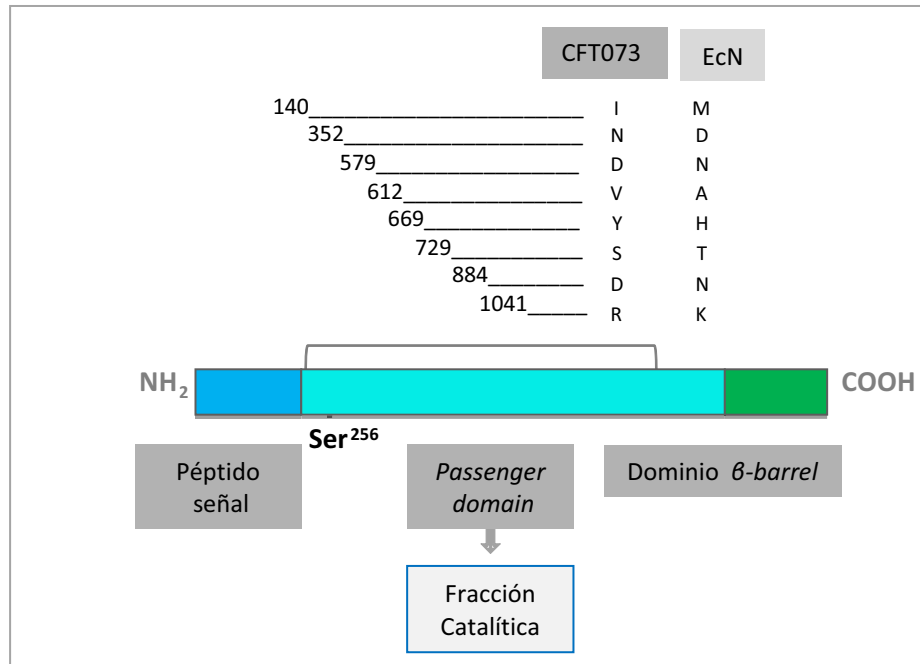 CFT073 EcN
140 I M
352 N D
579 D N
612 V A
669 Y H
729 S T
884 D N
1041 R K
NH2 COOH
Ser256
Péptido
señal
Passenger
domain
Dominio β-barrel
Fracción
Catalítica